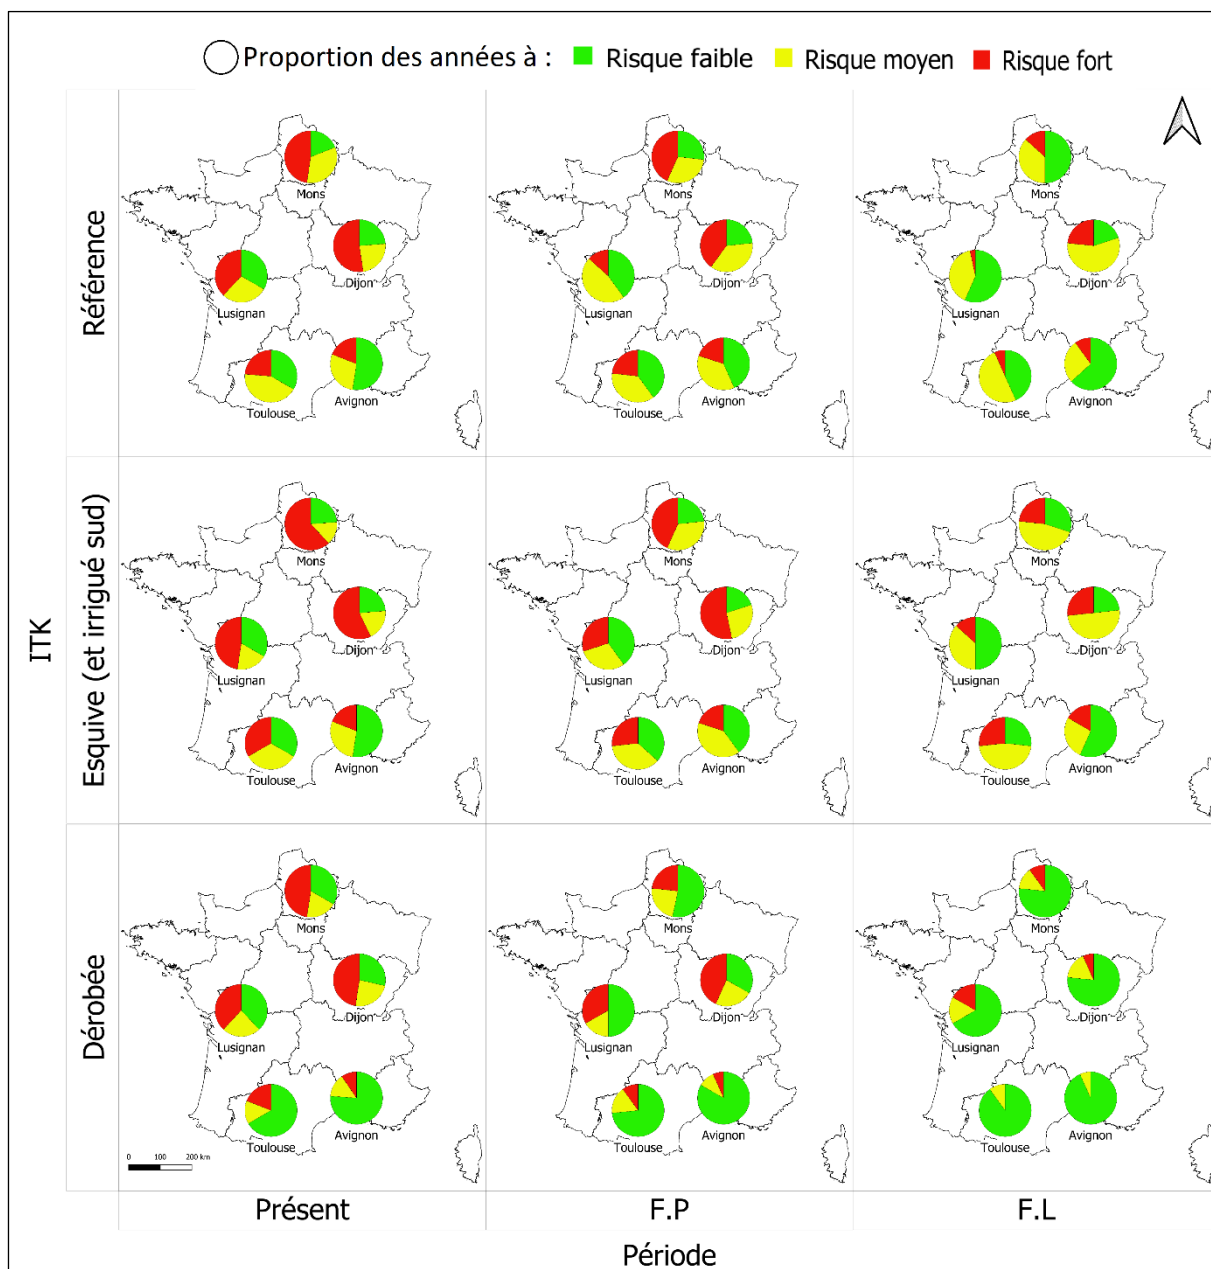 Proportion des années à : Risque faible Risque moyen Risque fort
ITK
Référence
Mons
Dijon
Lusignan
Toulouse
Avignon
Mons
Dijon
Lusignan
Toulouse
Avignon
Mons
Dijon
Lusignan
Toulouse
Avignon
Esquive (et irrigué sud)
Mons
Dijon
Lusignan
Toulouse
Avignon
Mons
Dijon
Lusignan
Toulouse
Avignon
Mons
Dijon
Lusignan
Toulouse
Avignon
Dérobée
Mons
Dijon
Lusignan
Toulouse
Avignon
0 100 200 km
Mons
Dijon
Lusignan
Toulouse
Avignon
Mons
Dijon
Lusignan
Toulouse
Avignon
Présent F.P F.L
Période